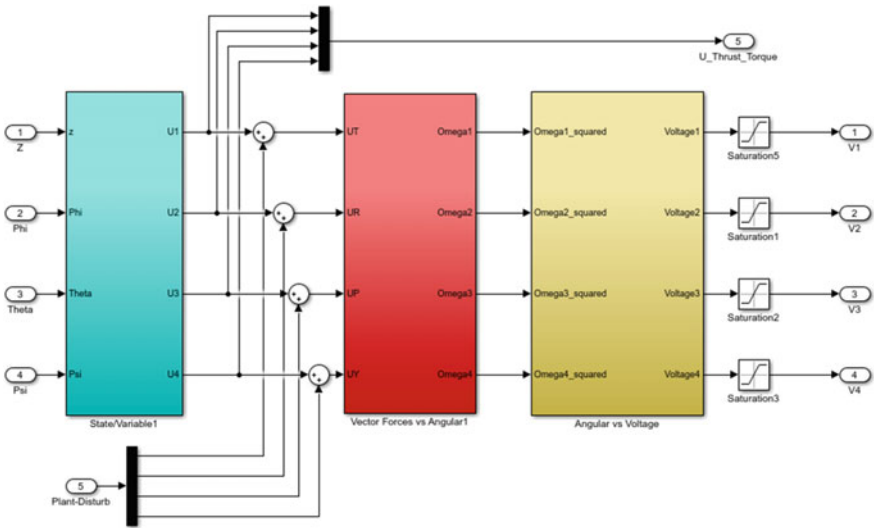 5
U_Thrust_Torque
1
Z
z
U1
+
+
UT
Omega1
Omega1_squared
Voltage1
Saturation5
1
V1
2
Phi
Phi
U2
+
+
UR
Omega2
Omega2_squared
Voltage2
Saturation1
2
V2
3
Theta
Theta
U3
+
+
UP
Omega3
Omega3_squared
Voltage3
Saturation2
3
V3
4
Psi
Psi
U4
+
+
UY
Omega4
Omega4_squared
Voltage4
Saturation3
4
V4
State/Variable1
Vector Forces vs Angular1
Angular vs Voltage
5
Plant-Disturb